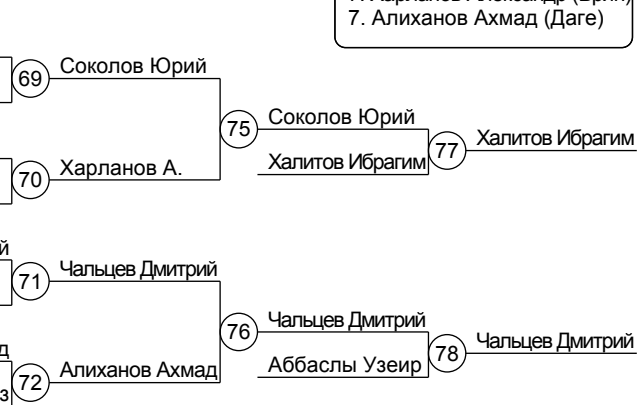 7. Алиханов Ахмад (Даге)
69 Соколов Юрий
75 Соколов Юрий
77 Халитов Ибрагим
Халитов Ибрагим
70 Харланов А.
й
71 Чальцев Дмитрий
76 Чальцев Дмитрий
78 Чальцев Дмитрий
Аббаслы Узеир
д
72 Алиханов Ахмад
з